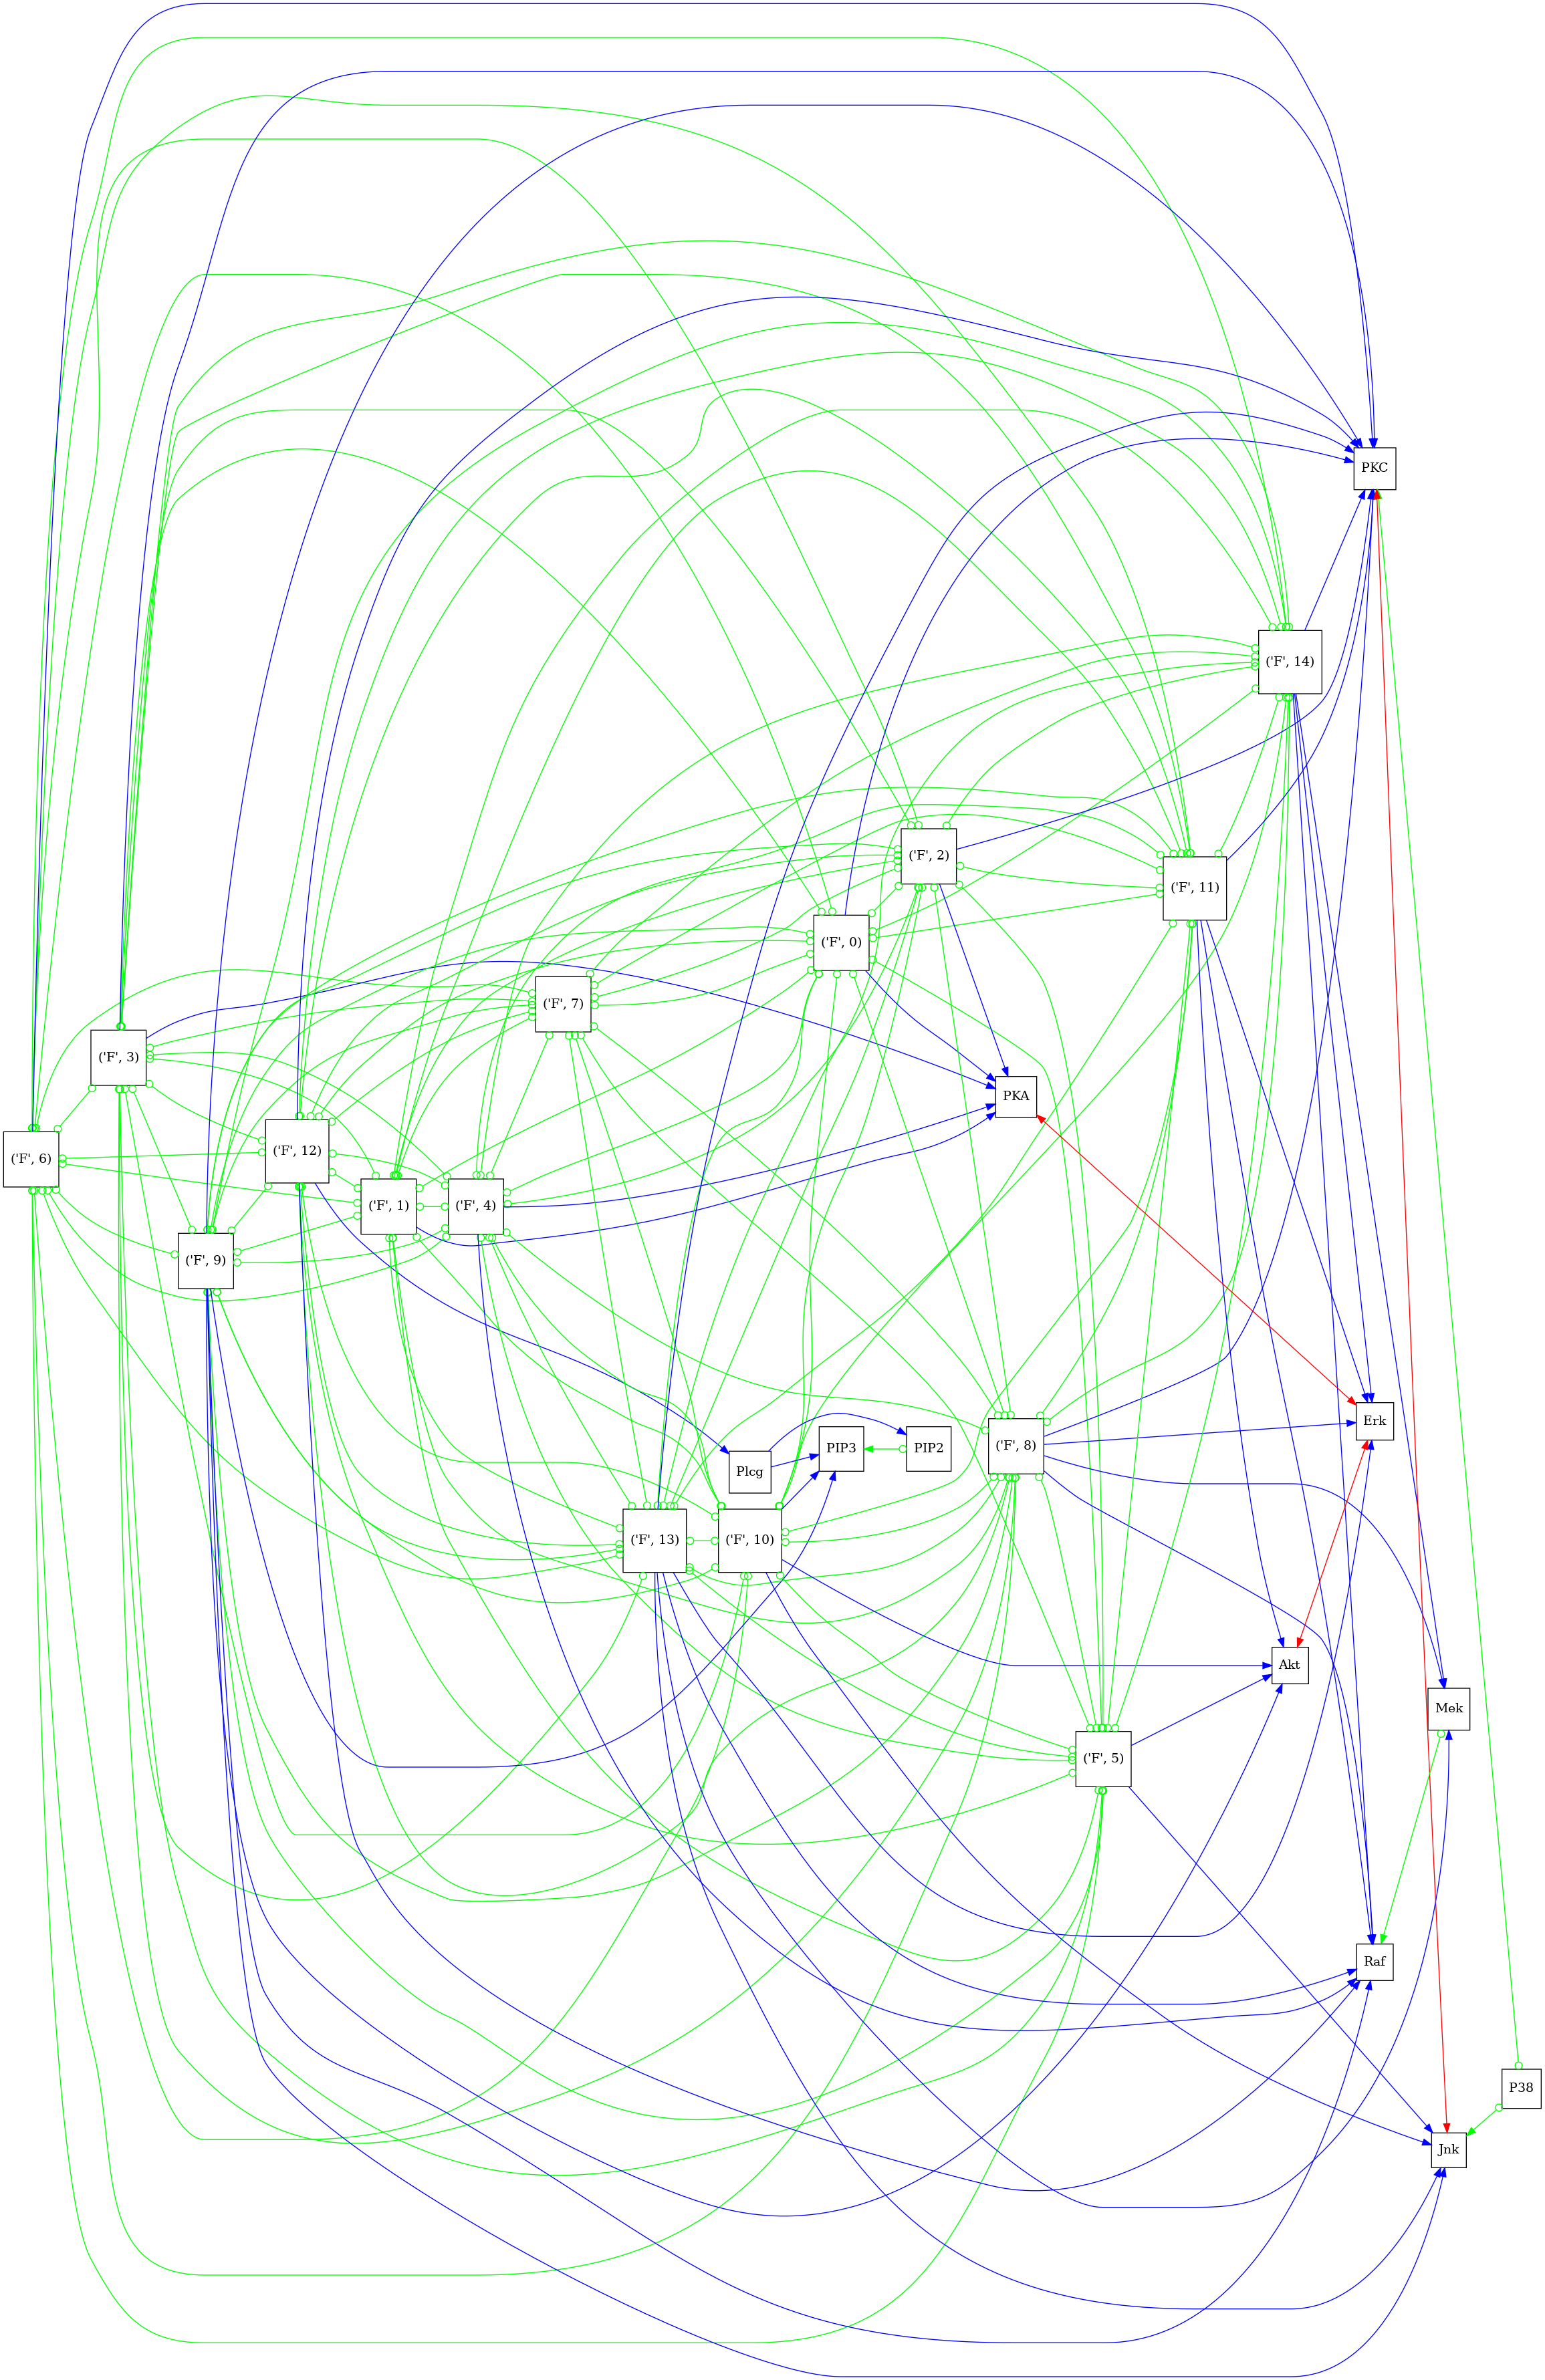 PKC
('F', 14)
('F', 2)
('F', 11)
('F', 0)
('F', 7)
('F', 3)
PKA
('F', 12)
('F', 6)
('F', 1)
('F', 4)
('F', 9)
Erk
('F', 8)
PIP3
PIP2
Plcg
('F', 13)
('F', 10)
Akt
Mek
('F', 5)
Raf
P38
Jnk